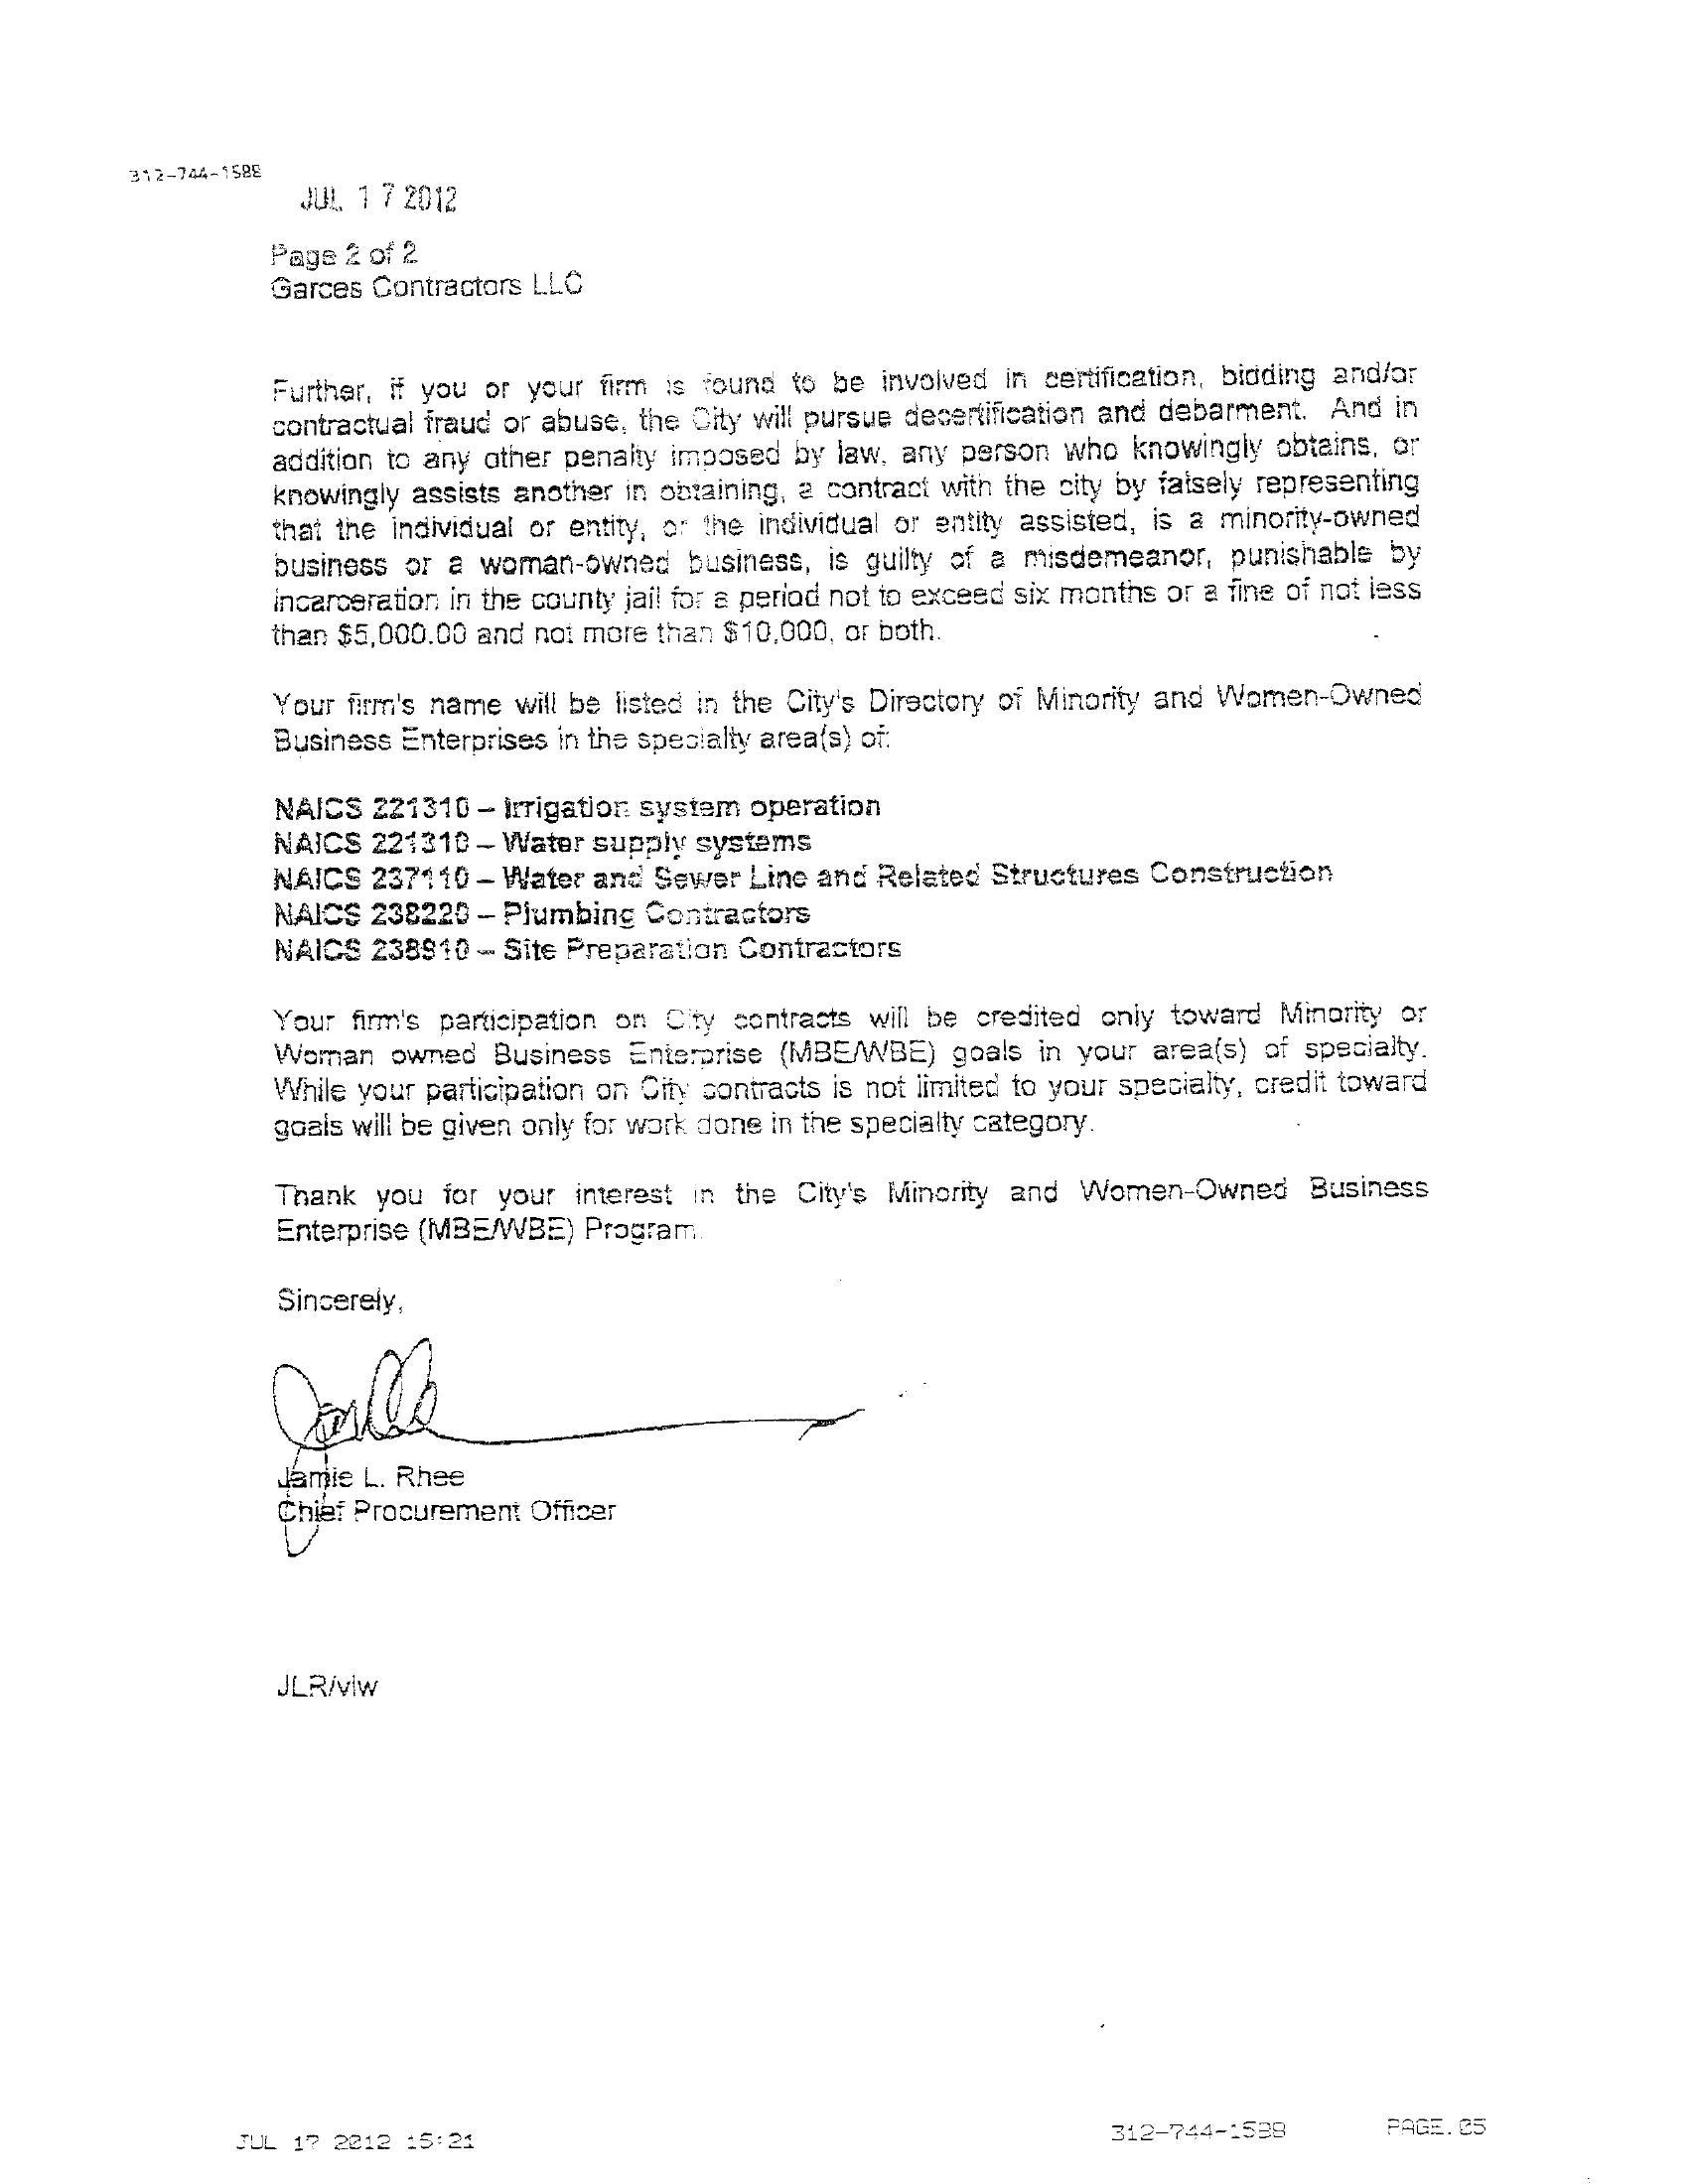 312-744-1588
JUL 17 2012
Page 2 of 2
Garces Contractors LLC
Further, if you or your firm is found to be involved in certification, bidding and/or
contractual fraud or abuse, the City will pursue decertification and debarment. And in
addition to any other penalty imposed by law, any person who knowingly obtains, or
knowingly assists another in obtaining, a contract with the city by falsely representing
that the individual or entity, or the individual or entity assisted, is a minority-owned
business or a woman-owned business, is guilty of a misdemeanor, punishable by
incarceration in the county jail for a period not to exceed six months or a fine of not less
than $5,000.00 and not more than $10,000, or both.
Your firm's name will be listed in the City's Directory of Minority and Women-Owned
Business Enterprises in the specialty area(s) of:
NAICS 221310 – Irrigation system operation
NAICS 221310 – Water supply systems
NAICS 237110 – Water and Sewer Line and Related Structures Construction
NAICS 238220 – Plumbing Contractors
NAICS 238910 – Site Preparation Contractors
Your firm's participation on City contracts will be credited only toward Minority or
Woman owned Business Enterprise (MBE/WBE) goals in your area(s) of specialty.
While your participation on City contracts is not limited to your specialty, credit toward
goals will be given only for work done in the specialty category.
Thank you for your interest in the City's Minority and Women-Owned Business
Enterprise (MBE/WBE) Program.
Sincerely,
Jamie L. Rhee
Chief Procurement Officer
JLR/vlw
JUL 17 2012 15:21 312-744-1588 PAGE.05